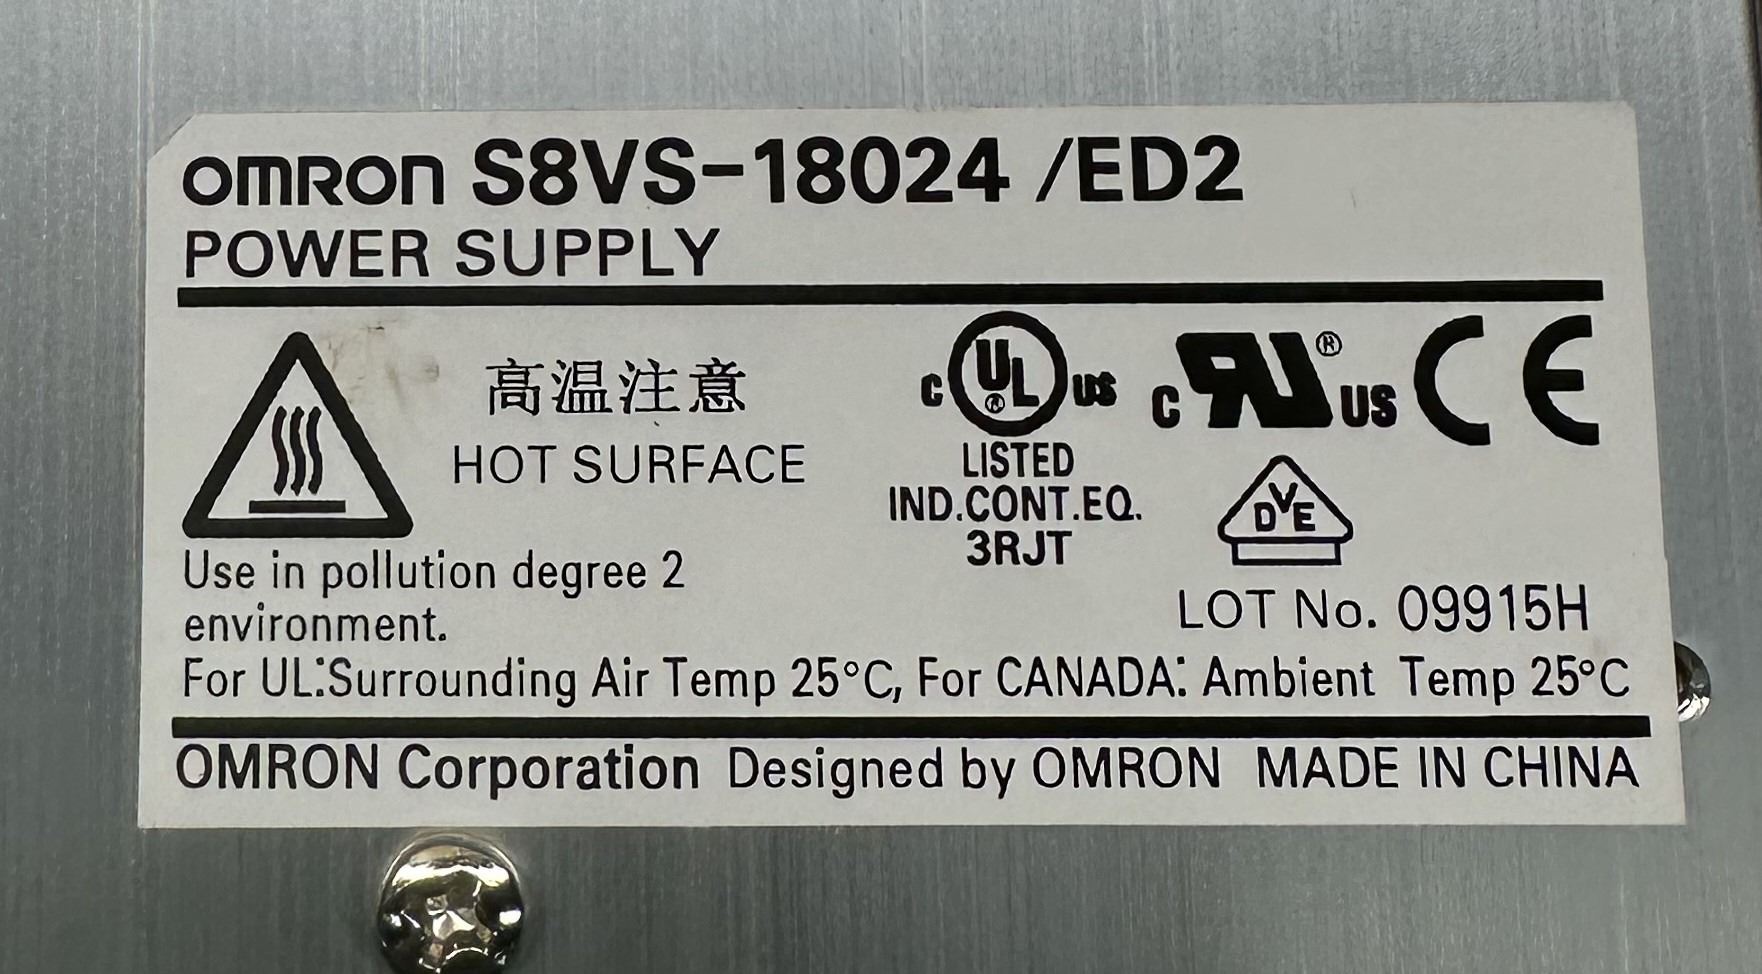 OMRON S8VS-18024 /ED2
POWER SUPPLY
高温注意
HOT SURFACE
Use in pollution degree 2
environment.
C UL® US
LISTED
IND.CONT.EQ.
3RJT
C RU® US
CE
DVE
LOT No. 09915H
For UL:Surrounding Air Temp 25°C, For CANADA: Ambient Temp 25°C
OMRON Corporation Designed by OMRON MADE IN CHINA